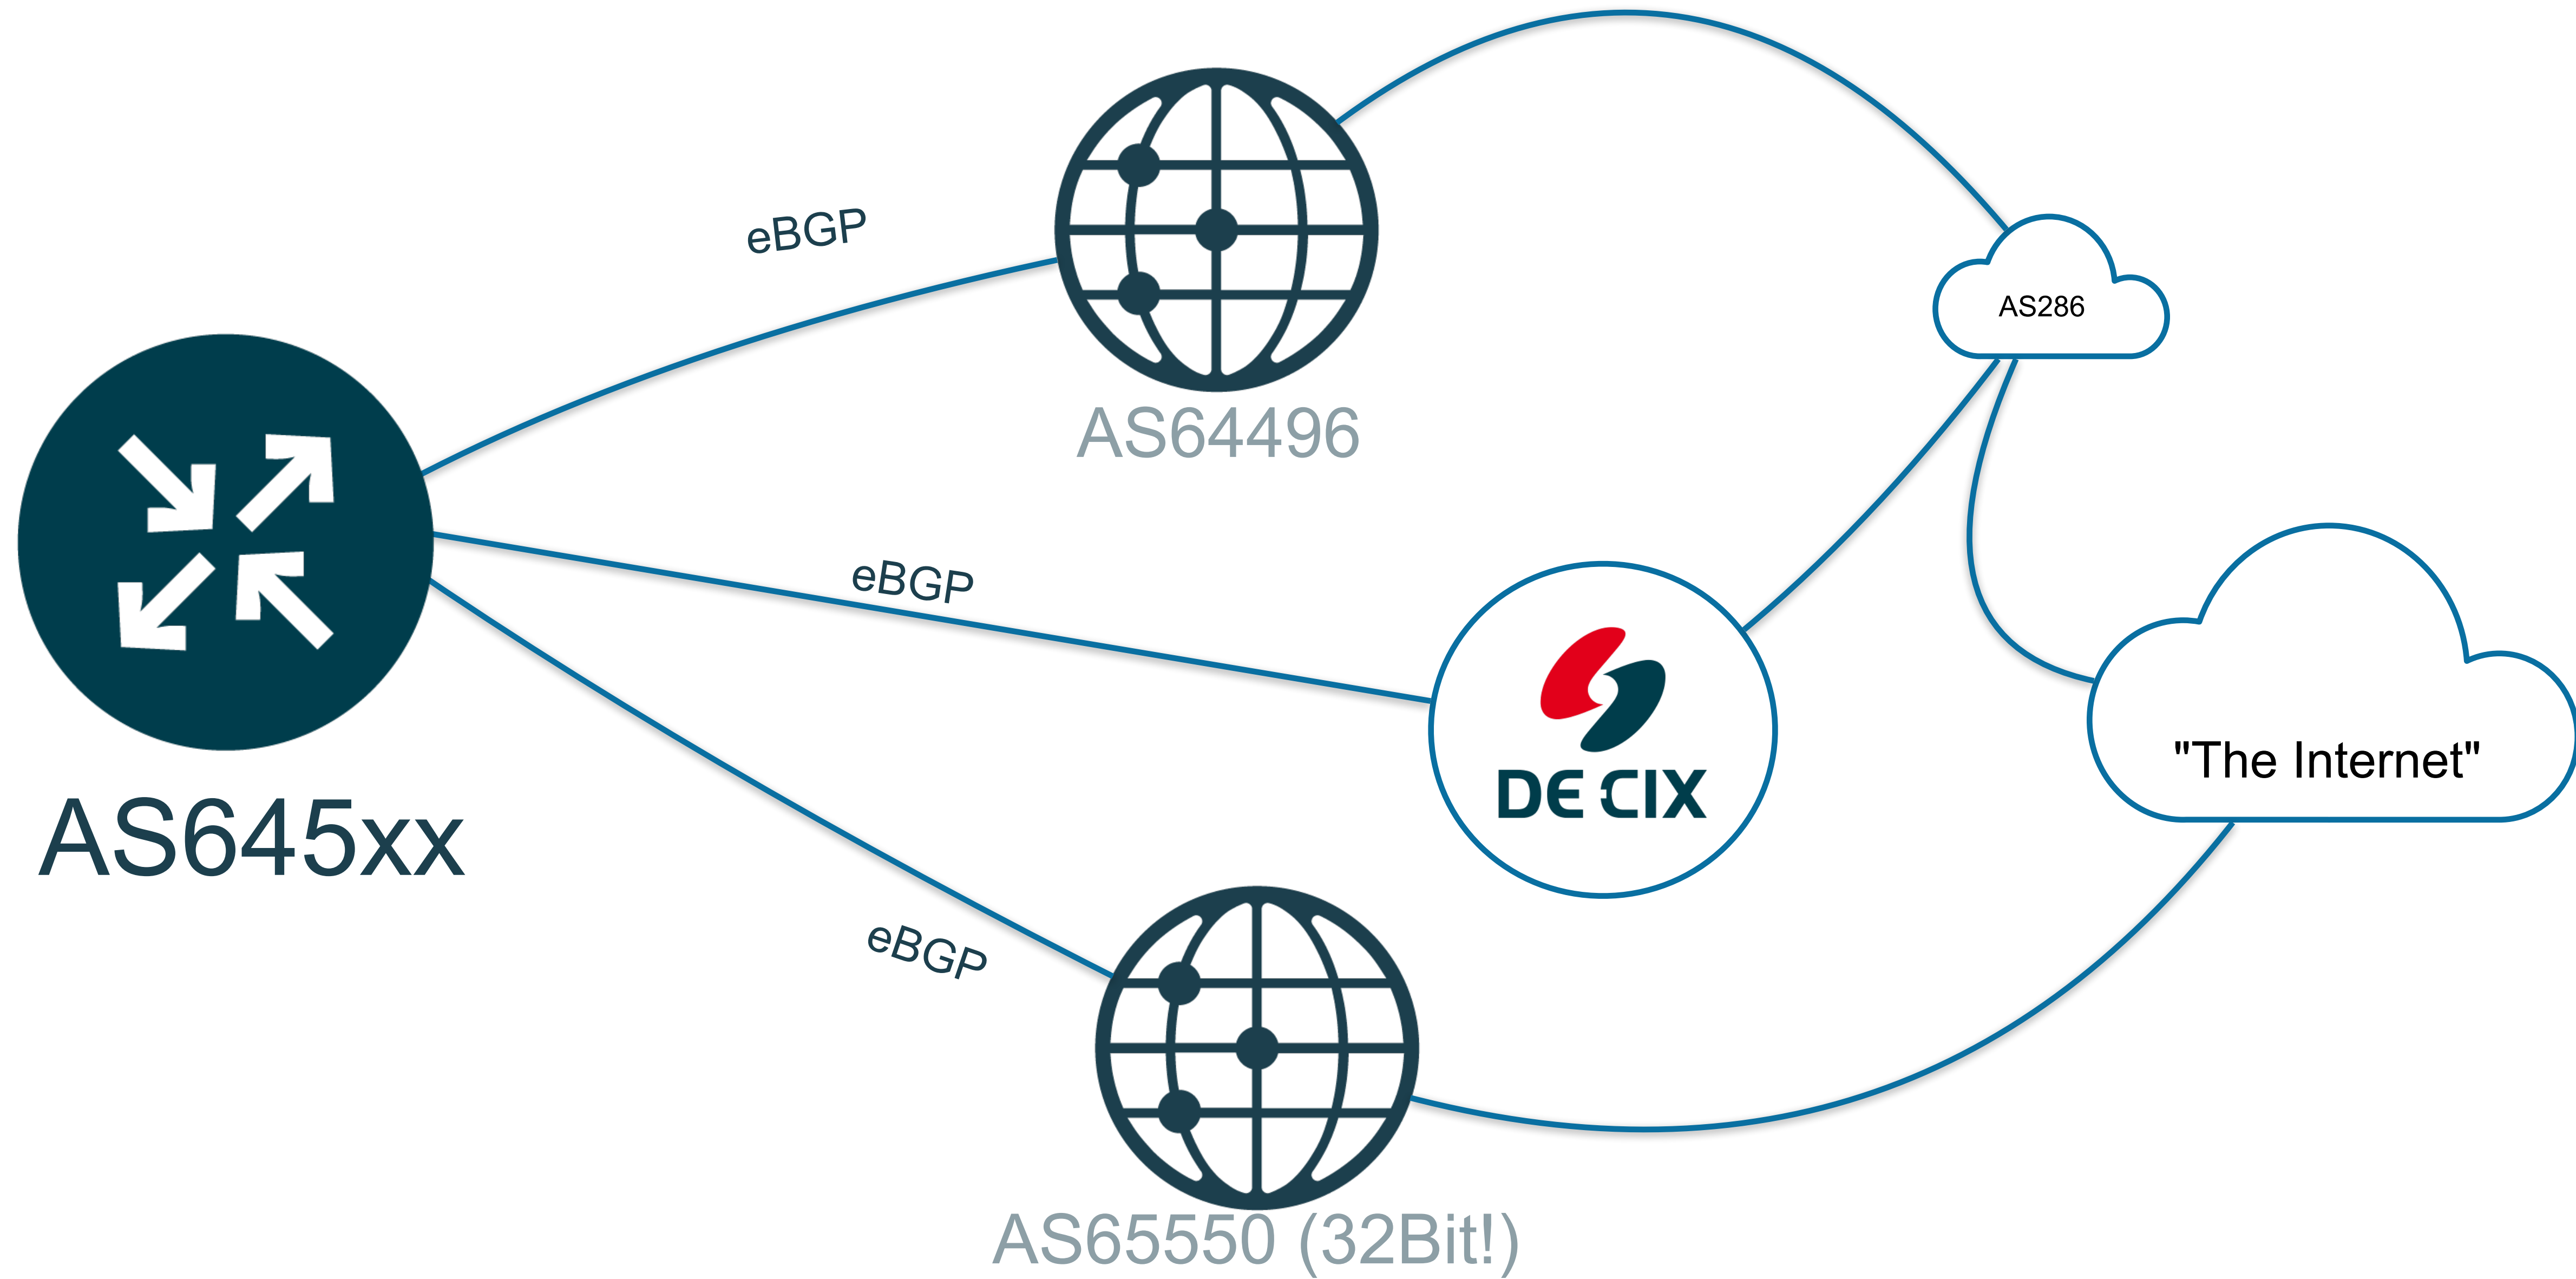 eBGP
AS64496
AS286
eBGP
DE CIX
"The Internet"
AS645xx
eBGP
AS65550 (32Bit!)